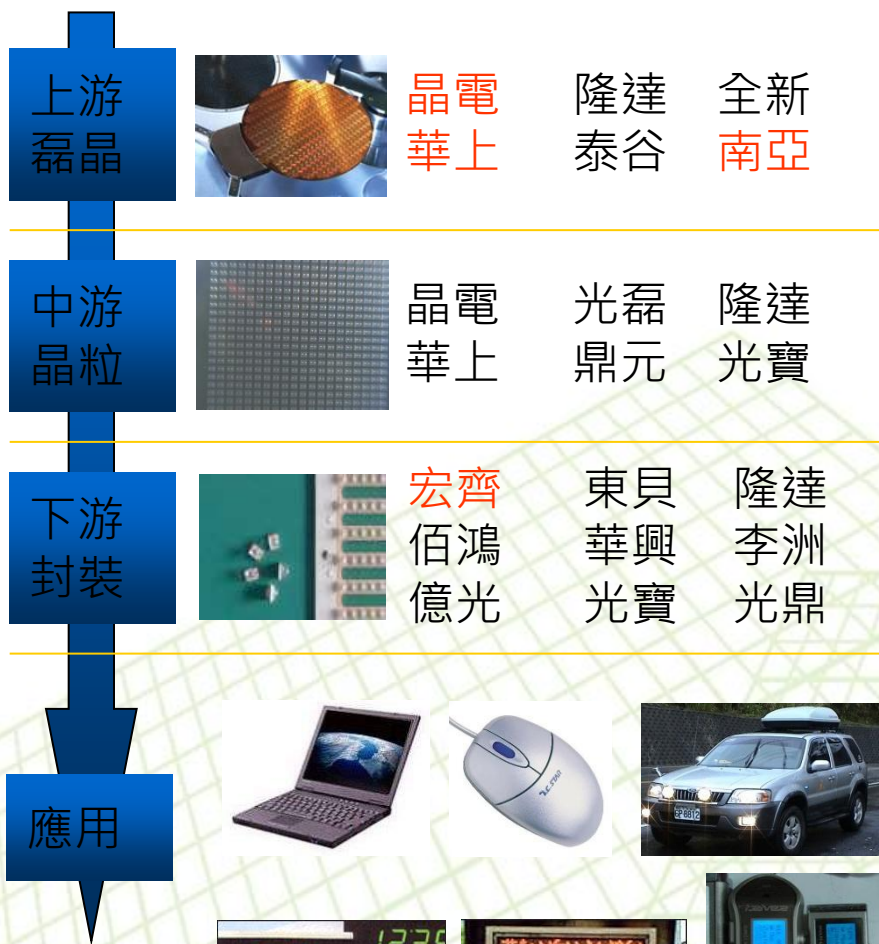 上游
磊晶
晶電 隆達 全新
華上 泰谷 南亞
中游
晶粒
晶電 光磊 隆達
華上 鼎元 光寶
下游
封裝
宏齊 東貝 隆達
佰鴻 華興 李洲
億光 光寶 光鼎
應用